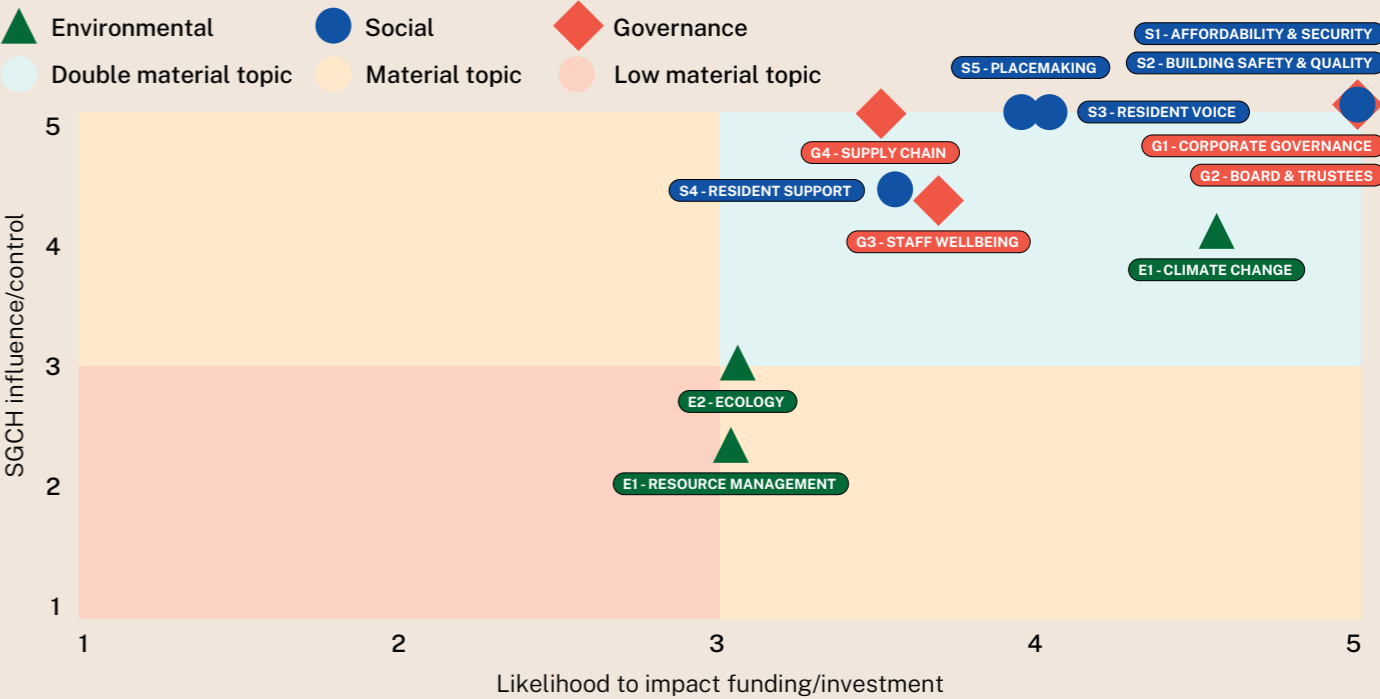 Environmental
Social
Governance
Double material topic
Material topic
Low material topic
S1 - AFFORDABILITY & SECURITY
S2 - BUILDING SAFETY & QUALITY
S5 - PLACEMAKING
S3 - RESIDENT VOICE
G1 - CORPORATE GOVERNANCE
G4 - SUPPLY CHAIN
G2 - BOARD & TRUSTEES
S4 - RESIDENT SUPPORT
G3 - STAFF WELLBEING
E1 - CLIMATE CHANGE
E2 - ECOLOGY
E1 - RESOURCE MANAGEMENT
SGCH influence/control
5
4
3
2
1
1 2 3 4 5
Likelihood to impact funding/investment